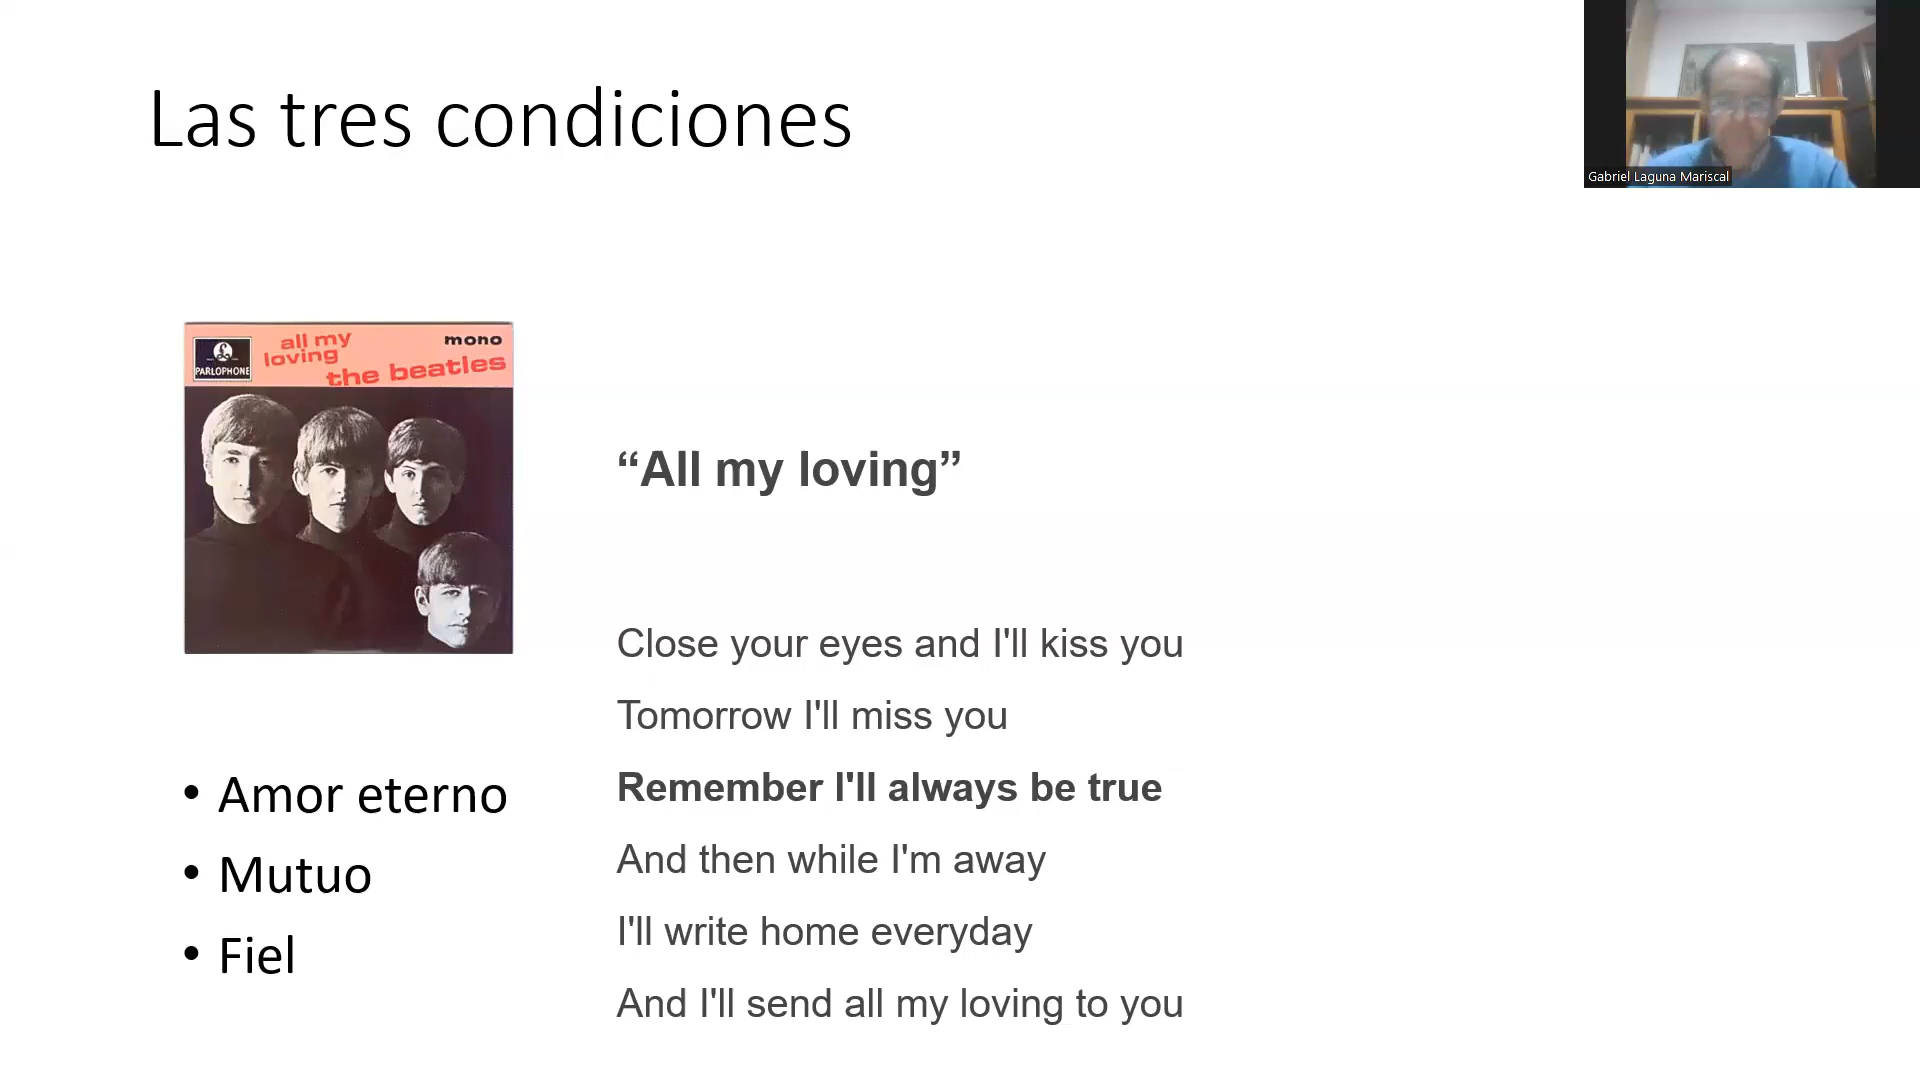 Las tres condiciones
Gabriel Laguna Mariscal
PARLOPHONE
all my
loving
mono
the beatles
“All my loving”
Close your eyes and I'll kiss you
Tomorrow I'll miss you
Remember I'll always be true
And then while I'm away
I'll write home everyday
And I'll send all my loving to you
• Amor eterno
• Mutuo
• Fiel